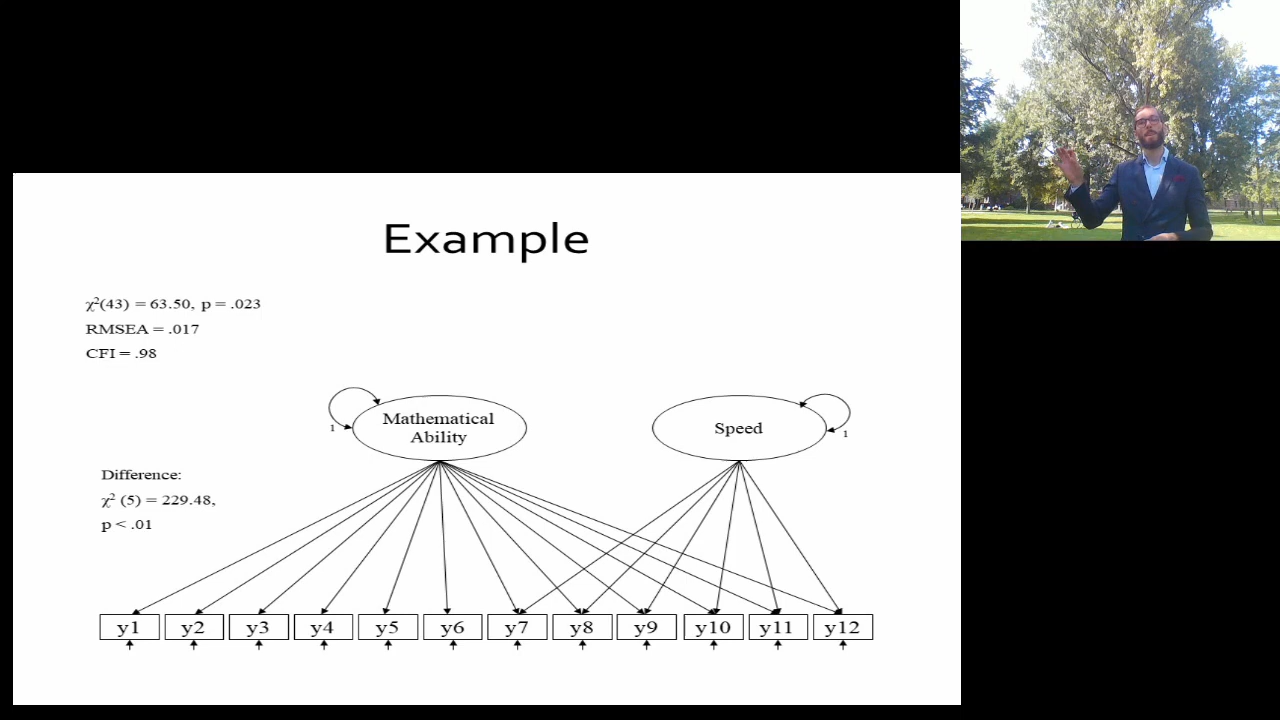 Example
χ²(43) = 63.50, p = .023
RMSEA = .017
CFI = .98
Mathematical
Ability
1
Speed
1
Difference:
χ² (5) = 229.48,
p < .01
y1 y2 y3 y4 y5 y6 y7 y8 y9 y10 y11 y12